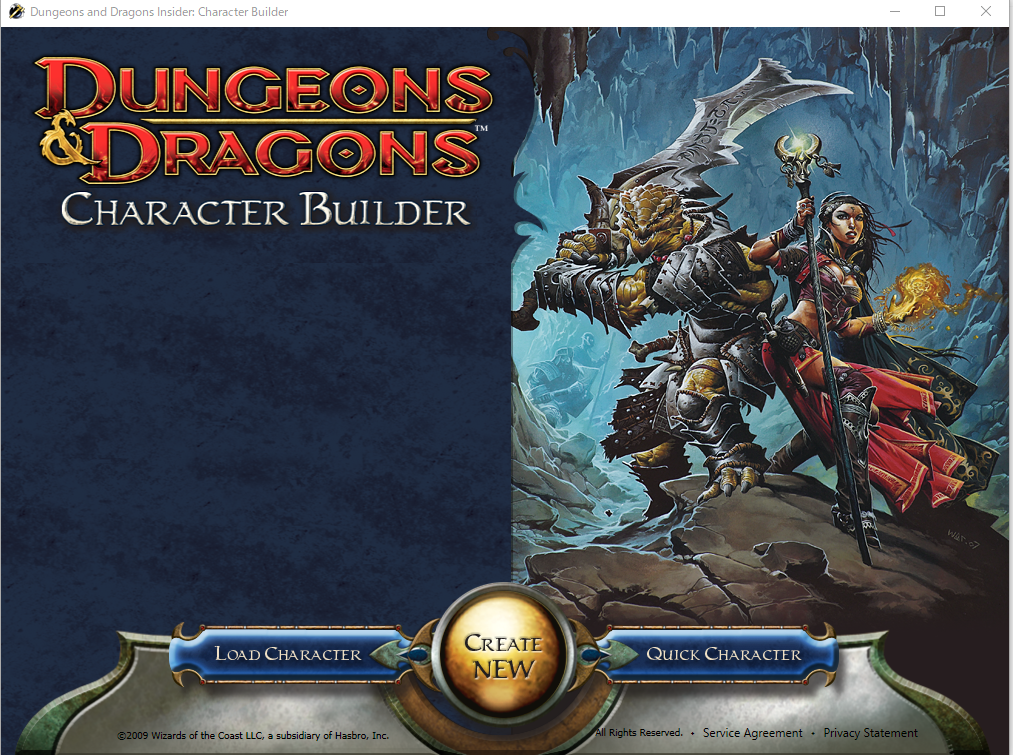 Dungeons and Dragons Insider: Character Builder
DUNGEONS
& DRAGONS™
CHARACTER BUILDER
LOAD CHARACTER
CREATE
NEW
QUICK CHARACTER
©2009 Wizards of the Coast LLC, a subsidiary of Hasbro, Inc.
All Rights Reserved. • Service Agreement • Privacy Statement